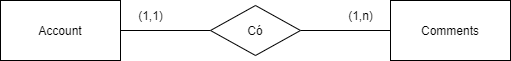 (1,1)
(1,n)
Account
Có
Comments